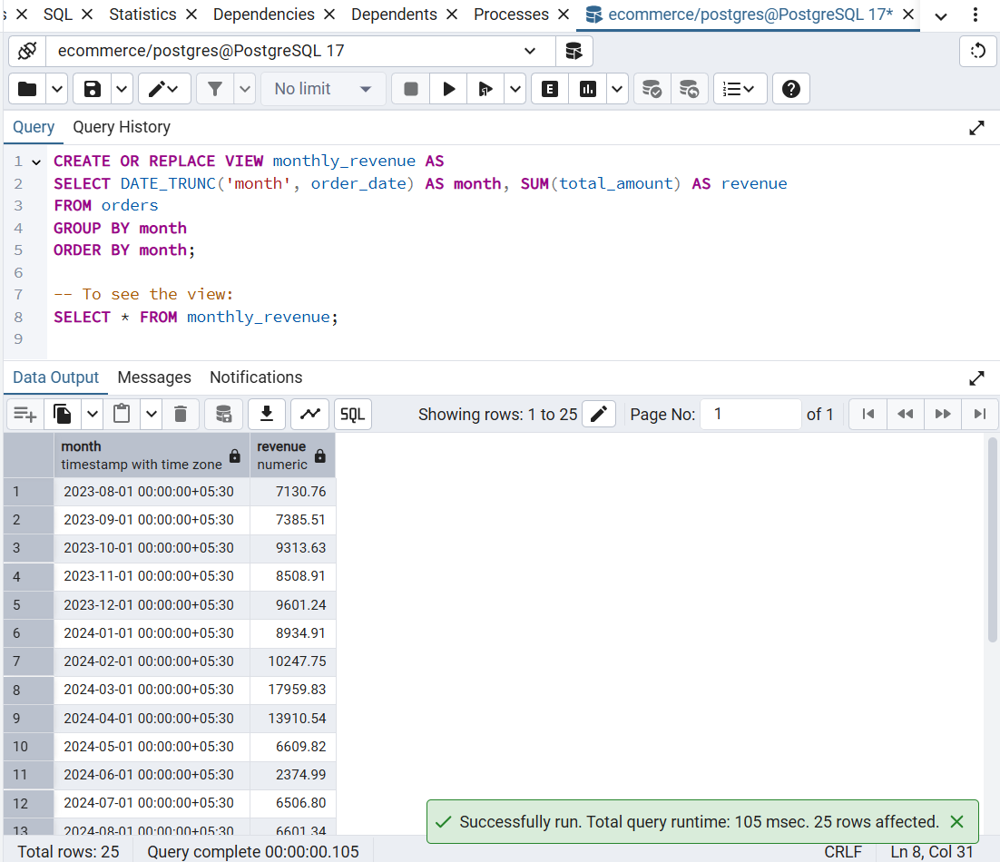 s SQL Statistics Dependencies Dependents Processes ecommerce/postgres@PostgreSQL 17*
ecommerce/postgres@PostgreSQL 17
No limit E
Query Query History
1 CREATE OR REPLACE VIEW monthly_revenue AS
2 SELECT DATE_TRUNC('month', order_date) AS month, SUM(total_amount) AS revenue
3 FROM orders
4 GROUP BY month
5 ORDER BY month;
6
7 -- To see the view:
8 SELECT * FROM monthly_revenue;
9
Data Output Messages Notifications
SQL Showing rows: 1 to 25 Page No: 1 of 1
month revenue
timestamp with time zone numeric
1 2023-08-01 00:00:00+05:30 7130.76
2 2023-09-01 00:00:00+05:30 7385.51
3 2023-10-01 00:00:00+05:30 9313.63
4 2023-11-01 00:00:00+05:30 8508.91
5 2023-12-01 00:00:00+05:30 9601.24
6 2024-01-01 00:00:00+05:30 8934.91
7 2024-02-01 00:00:00+05:30 10247.75
8 2024-03-01 00:00:00+05:30 17959.83
9 2024-04-01 00:00:00+05:30 13910.54
10 2024-05-01 00:00:00+05:30 6609.82
11 2024-06-01 00:00:00+05:30 2374.99
12 2024-07-01 00:00:00+05:30 6506.80
13 2024-08-01 00:00:00+05:30 6601.34
Successfully run. Total query runtime: 105 msec. 25 rows affected.
Total rows: 25 Query complete 00:00:00.105 CRLF Ln 8, Col 31